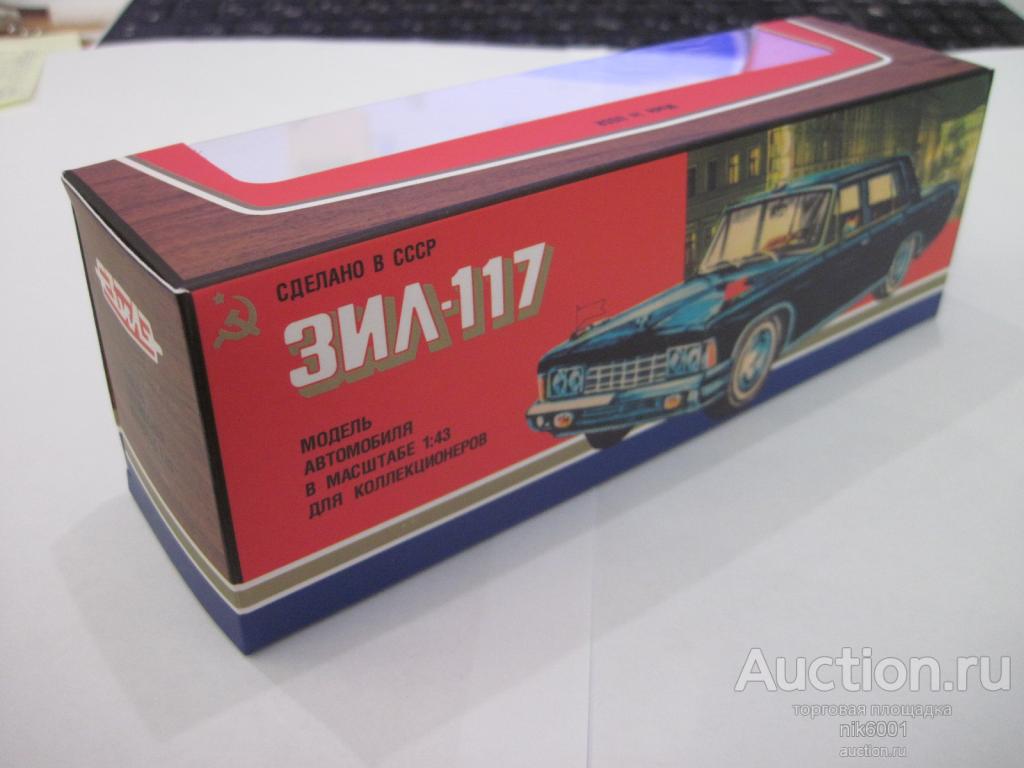 СДЕЛАНО В СССР
ЗИЛ-117
МОДЕЛЬ
АВТОМОБИЛЯ
В МАСШТАБЕ 1:43
ДЛЯ КОЛЛЕКЦИОНЕРОВ
Auction.ru
торговая площадка
nik6001
auction.ru